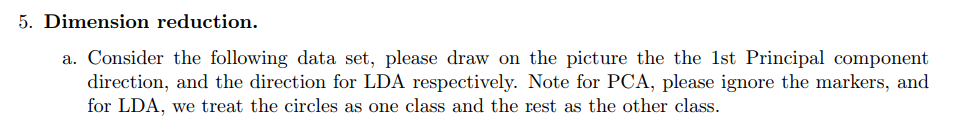 5. Dimension reduction.
a. Consider the following data set, please draw on the picture the the 1st Principal component
direction, and the direction for LDA respectively. Note for PCA, please ignore the markers, and
for LDA, we treat the circles as one class and the rest as the other class.